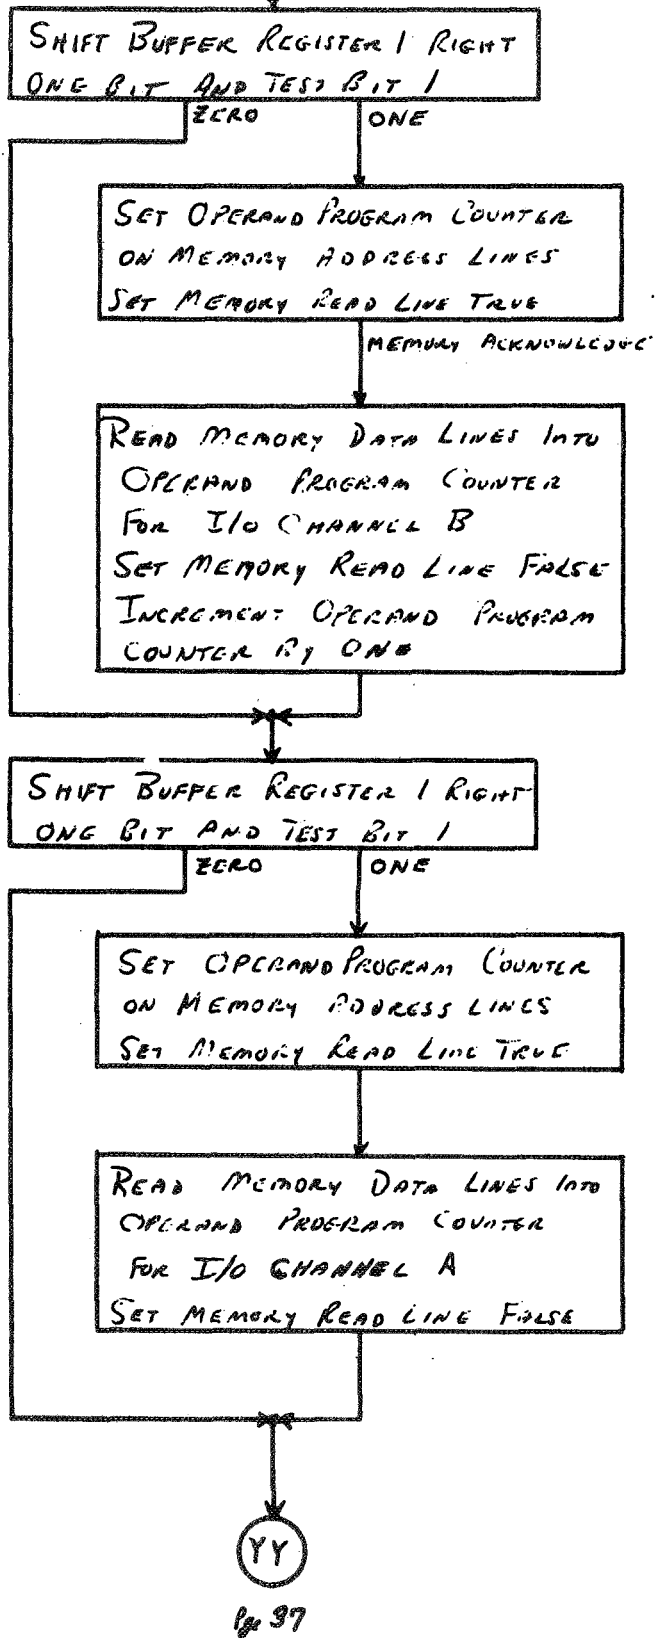 SHIFT BUFFER REGISTER 1 RIGHT
ONE BIT AND TEST BIT 1
ZERO
ONE
SET OPERAND PROGRAM COUNTER
ON MEMORY ADDRESS LINES
SET MEMORY READ LINE TRUE
MEMORY ACKNOWLEDGE
READ MEMORY DATA LINES INTO
OPERAND PROGRAM COUNTER
FOR I/O CHANNEL B
SET MEMORY READ LINE FALSE
INCREMENT OPERAND PROGRAM
COUNTER BY ONE
SHIFT BUFFER REGISTER 1 RIGHT
ONE BIT AND TEST BIT 1
ZERO
ONE
SET OPERAND PROGRAM COUNTER
ON MEMORY ADDRESS LINES
SET MEMORY READ LINE TRUE
READ MEMORY DATA LINES INTO
OPERAND PROGRAM COUNTER
FOR I/O CHANNEL A
SET MEMORY READ LINE FALSE
YY
Pg 37